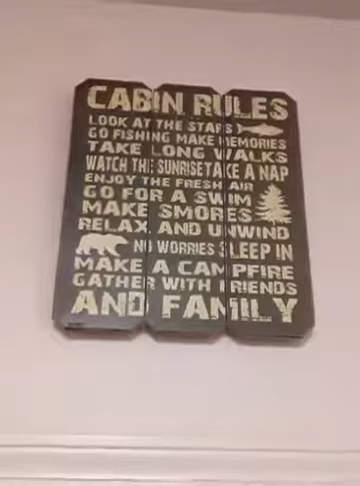 CABIN RULES
LOOK AT THE STARS
GO FISHING MAKE MEMORIES
TAKE LONG WALKS
WATCH THE SUNRISE TAKE A NAP
ENJOY THE FRESH AIR
GO FOR A SWIM
MAKE SMORES
RELAX AND UNWIND
NO WORRIES SLEEP IN
MAKE A CAMPFIRE
GATHER WITH FRIENDS
AND FAMILY